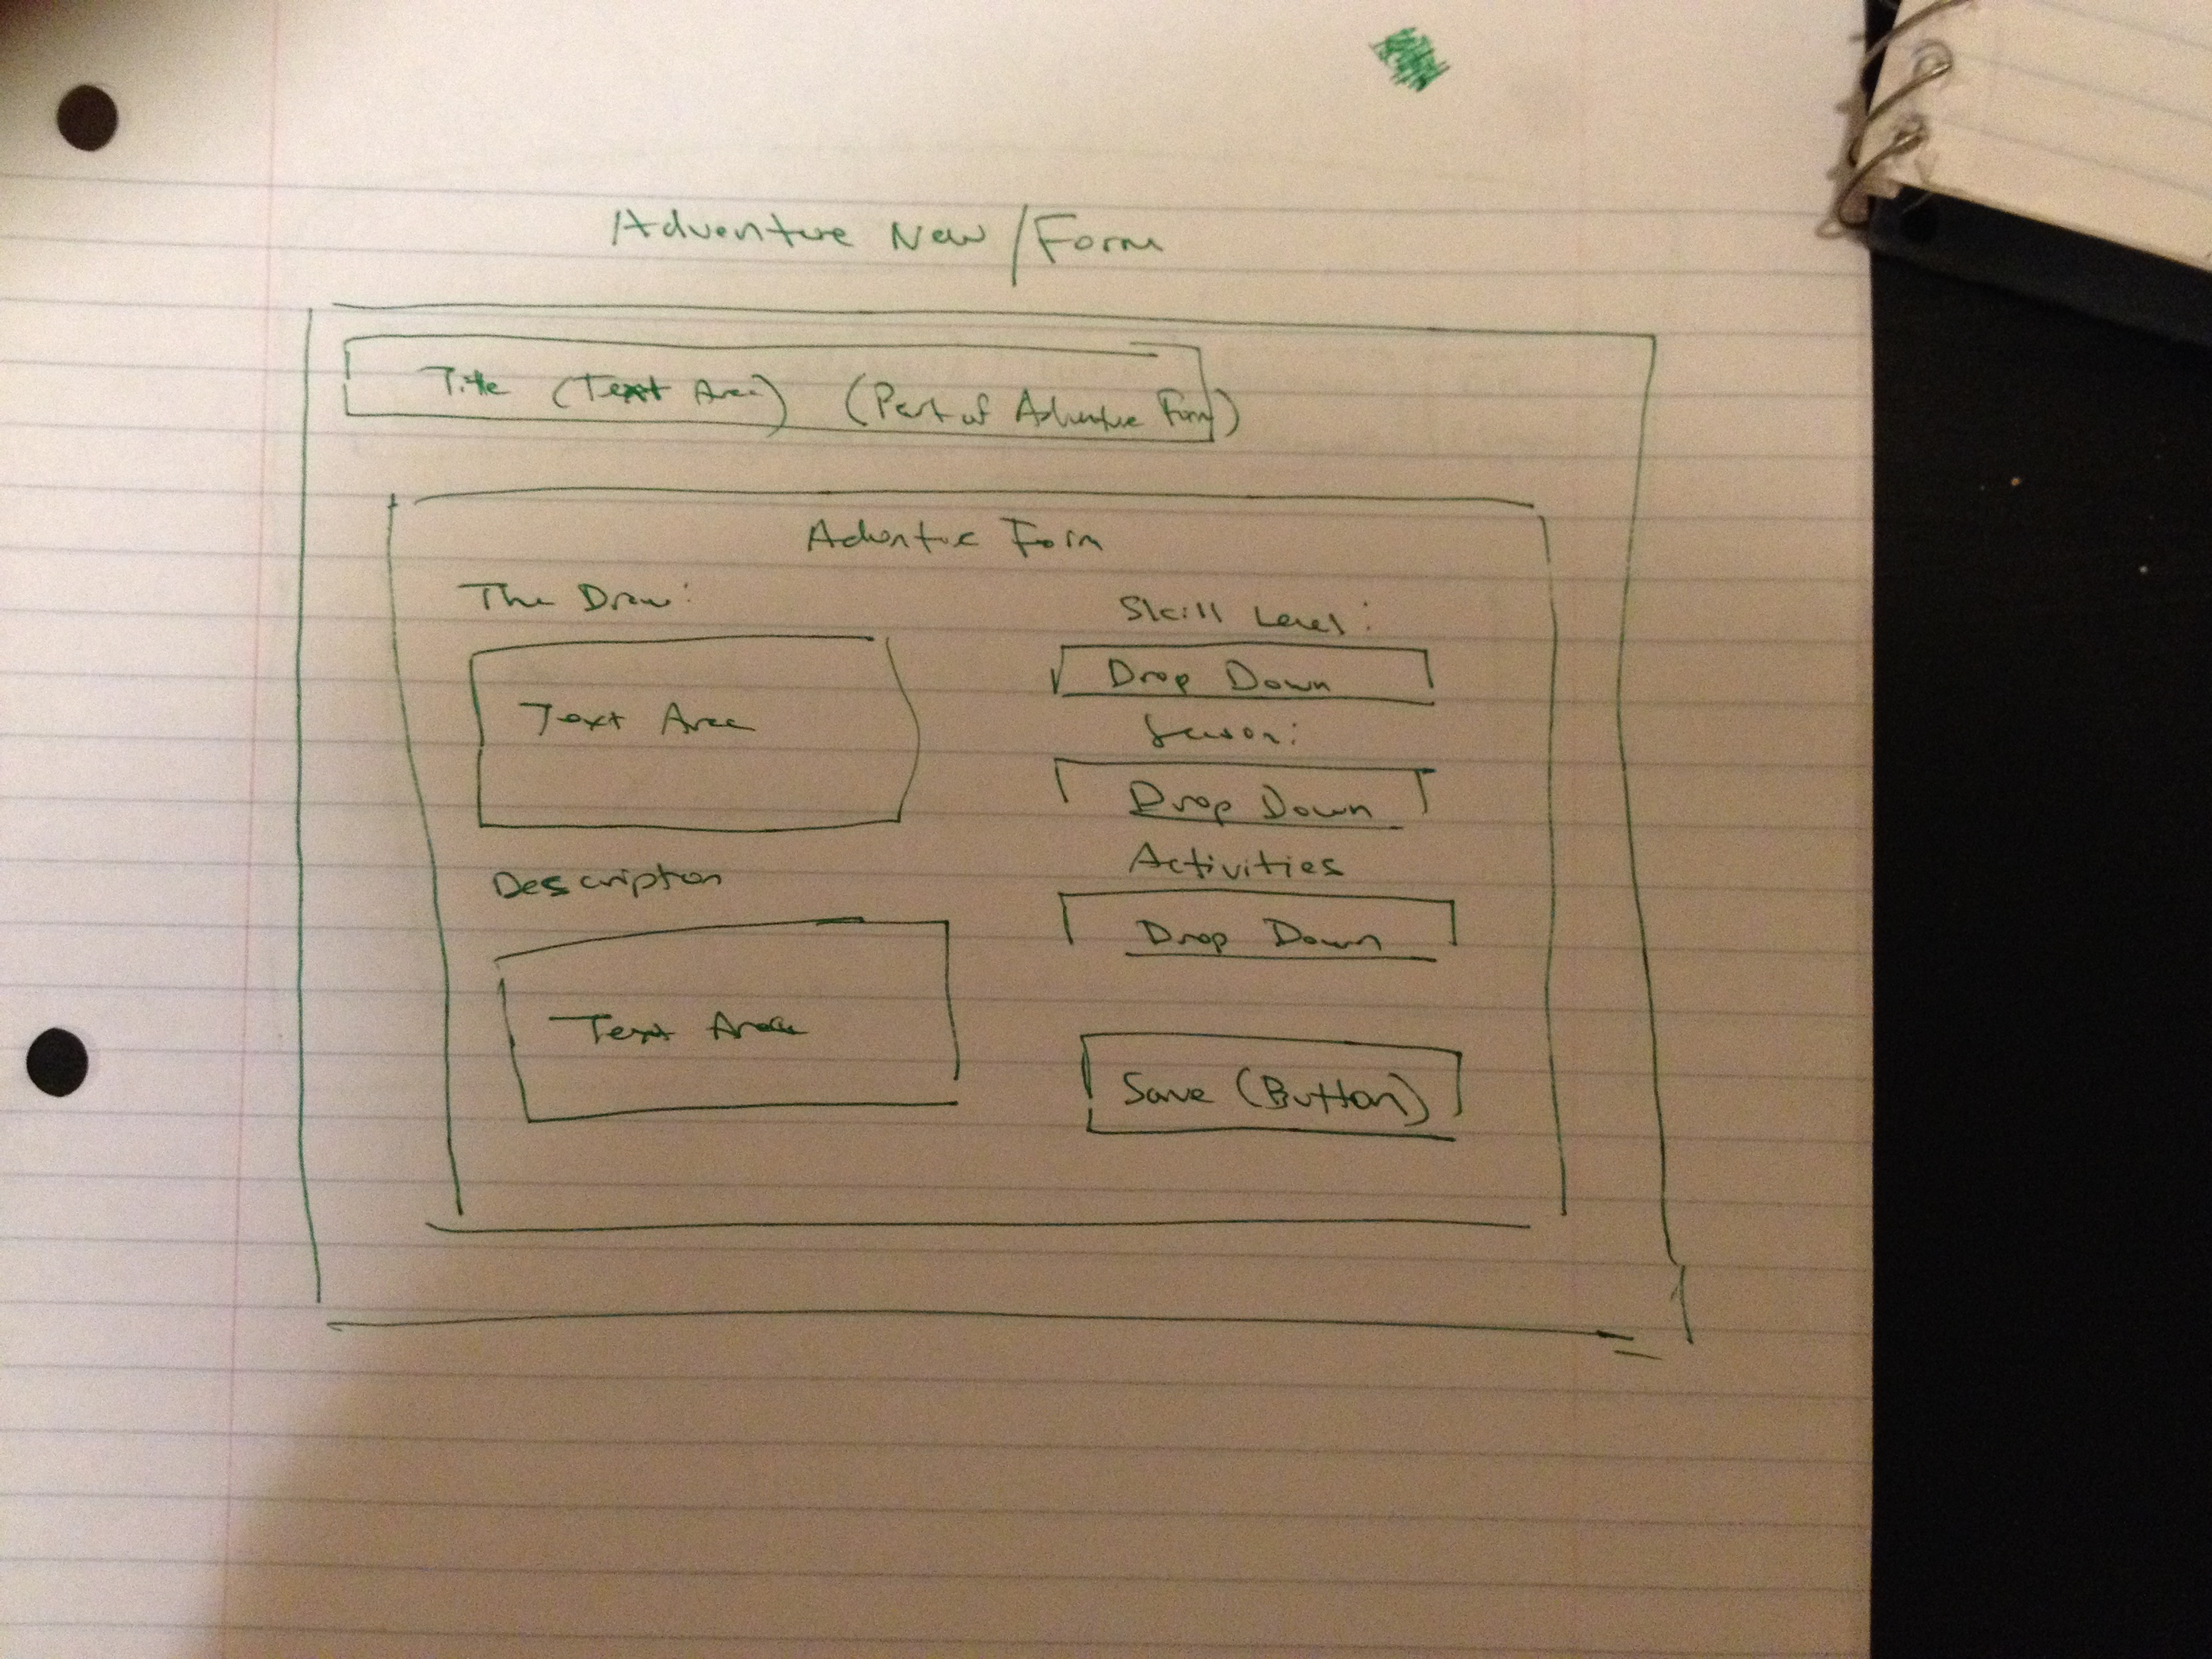 Adventure New/Form
Title (Text Area) (Part of Adventure Form)
Adventure Form
The Draw:
Text Area
Description
Text Area
Skill Level:
Drop Down
Season:
Drop Down
Activities
Drop Down
Save (Button)